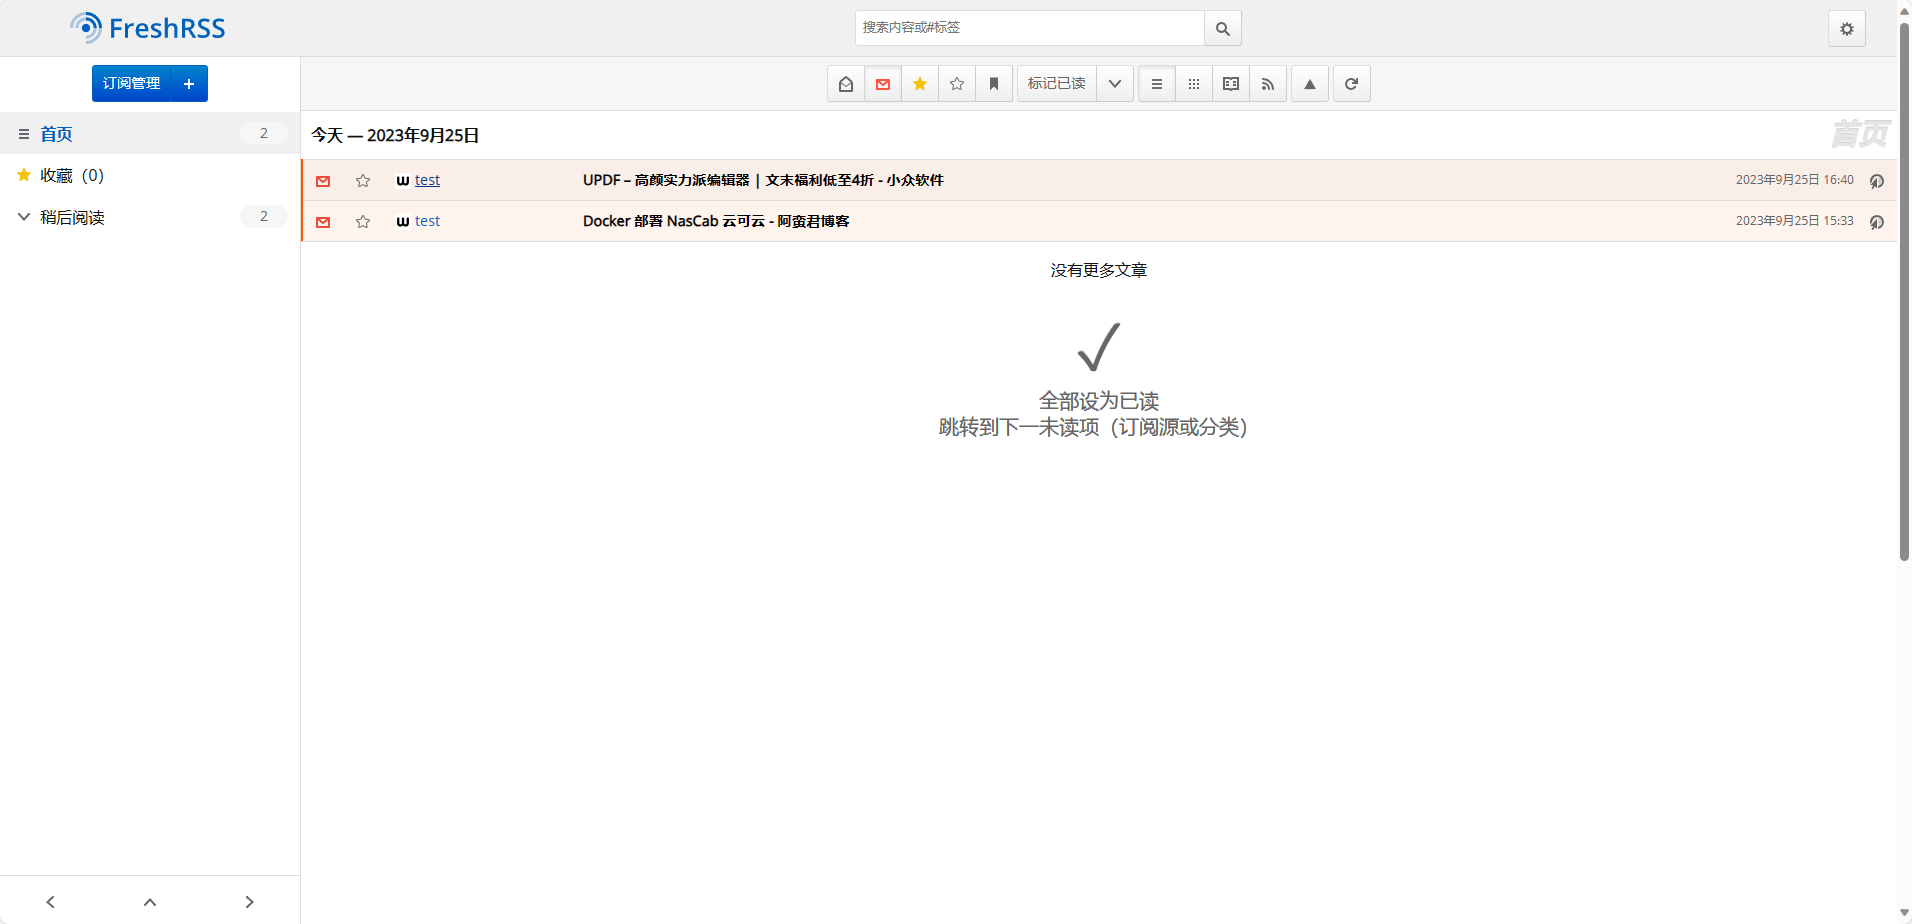 FreshRSS
搜索内容或#标签
订阅管理
标记已读
首页 2
收藏（0）
稍后阅读 2
今天 — 2023年9月25日
首页
test UPDF – 高颜实力派编辑器 | 文末福利低至4折 - 小众软件 2023年9月25日 16:40
test Docker 部署 NasCab 云可云 - 阿蛮君博客 2023年9月25日 15:33
没有更多文章
全部设为已读
跳转到下一未读项（订阅源或分类）